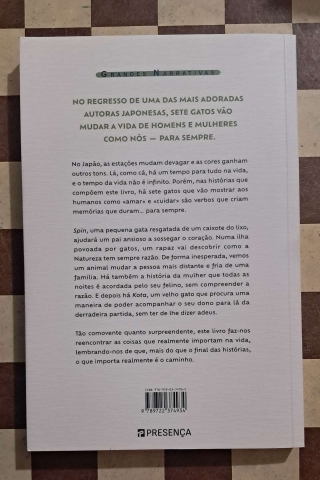 GRANDES NARRATIVAS
NO REGRESSO DE UMA DAS MAIS ADORADAS
AUTORAS JAPONESAS, SETE GATOS VÃO
MUDAR A VIDA DE HOMENS E MULHERES
COMO NÓS — PARA SEMPRE.
No Japão, as estações mudam devagar e as cores ganham
outros tons. Lá, como cá, há um tempo para tudo na vida,
e o tempo da vida não é infinito. Porém, nas histórias que
compõem este livro, há sete gatos que vão mostrar aos
humanos como «amar» e «cuidar» são verbos que criam
memórias que duram... para sempre.
Spin, uma pequena gata resgatada de um caixote do lixo,
ajudará um pai ansioso a sossegar o coração. Numa ilha
povoada por gatos, um rapaz vai descobrir como a
Natureza tem sempre razão. De forma inesperada, vemos
um animal mudar a pessoa mais distante e fria de uma
família. Há também a história da mulher que todas as
noites é acordada pelo seu felino, sem compreender a
razão. E depois há Kota, um velho gato que procura uma
maneira de poder acompanhar o seu dono para lá da
derradeira partida, sem ter de lhe dizer adeus.
Tão comovente quanto surpreendente, este livro faz-nos
reencontrar as coisas que realmente importam na vida,
lembrando-nos de que, mais do que o final das histórias,
o que importa realmente é o caminho.
9 789722 374934
PRESENÇA